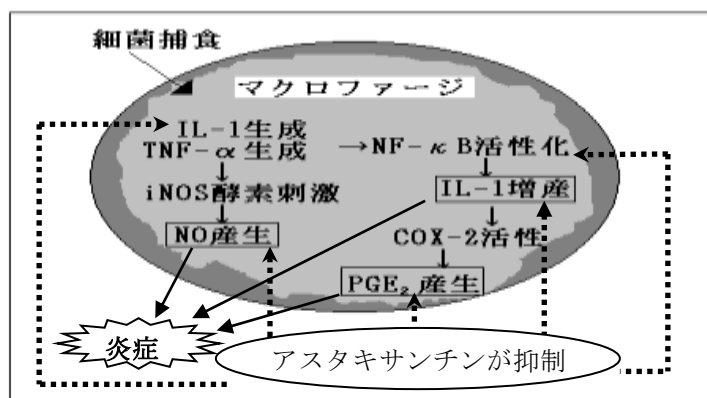 細菌捕食
マクロファージ
IL-1生成
TNF-α生成
→NF-κB活性化
iNOS酵素刺激
IL-1増産
NO産生
COX-2活性
PGE₂産生
炎症
アスタキサンチンが抑制